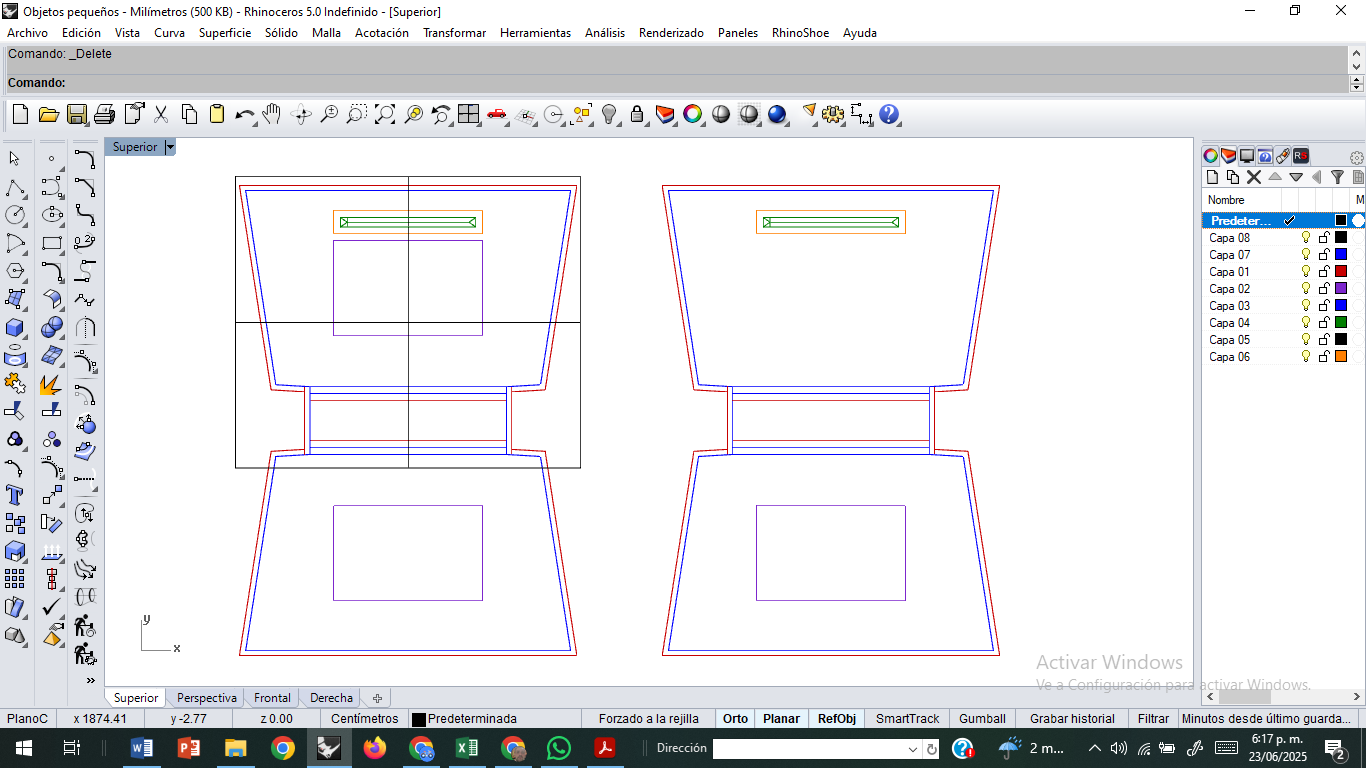 Objetos pequeños - Milímetros (500 KB) - Rhinoceros 5.0 Indefinido - [Superior]
Archivo Edición Vista Curva Superficie Sólido Malla Acotación Transformar Herramientas Análisis Renderizado Paneles RhinoShoe Ayuda
Comando: _Delete
Comando:
Superior
Nombre M
Predeter...
Capa 08
Capa 07
Capa 01
Capa 02
Capa 03
Capa 04
Capa 05
Capa 06
y
x
Activar Windows
Ve a Configuración para activar Windows.
Superior Perspectiva Frontal Derecha
PlanoC x 1874.41 y -2.77 z 0.00 Centímetros Predeterminada Forzado a la rejilla Orto Planar RefObj SmartTrack Gumball Grabar historial Filtrar Minutos desde último guarda...
Dirección 2 m... 6:17 p. m.
23/06/2025
2